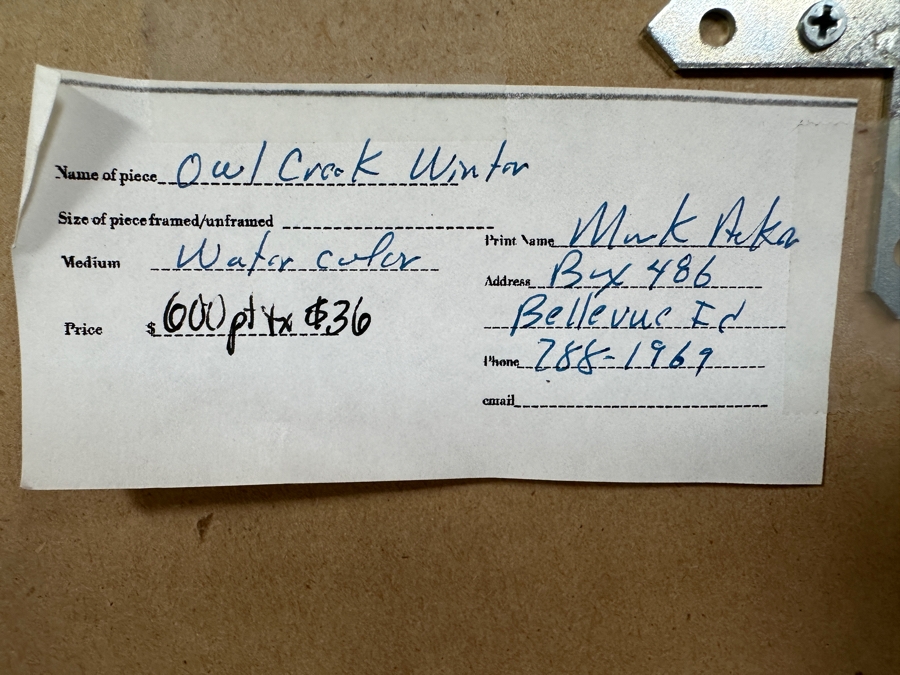 Name of piece Owl Creek Winter
Size of piece framed/unframed
Medium Water color
Price $ 600 pt tx $36
Print Name Mark
Address Box 486
Bellevue Id
Phone 788-1969
email